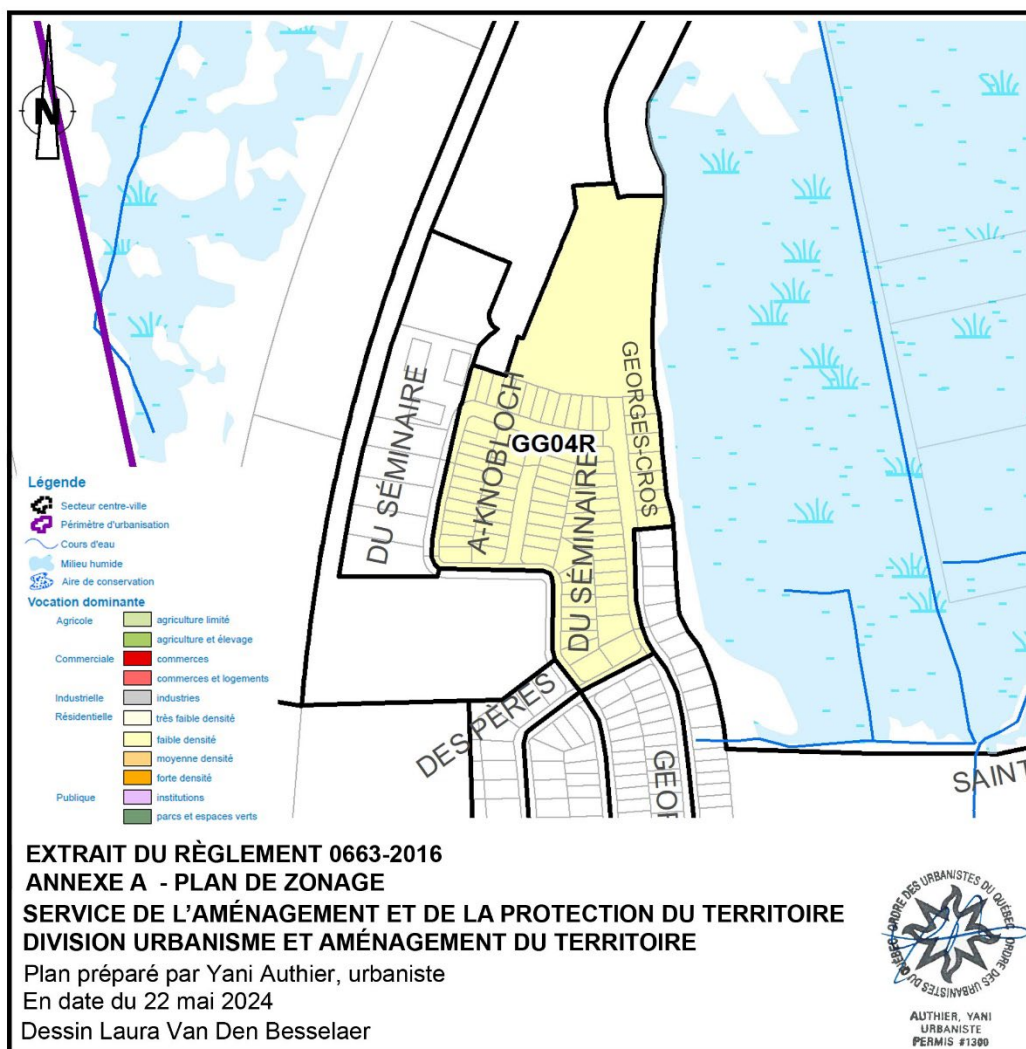 N
DU SÉMINAIRE
A-KNOBLOCH
GG04R
GEORGES-CROS
DU SÉMINAIRE
DES PÈRES
GEOR
SAINT
Légende
Secteur centre-ville
Périmètre d'urbanisation
Cours d'eau
Milieu humide
Aire de conservation
Vocation dominante
Agricole
agriculture limité
agriculture et élevage
Commerciale
commerces
commerces et logements
Industrielle
industries
Résidentielle
très faible densité
faible densité
moyenne densité
forte densité
Publique
institutions
parcs et espaces verts
EXTRAIT DU RÈGLEMENT 0663-2016
ANNEXE A - PLAN DE ZONAGE
SERVICE DE L'AMÉNAGEMENT ET DE LA PROTECTION DU TERRITOIRE
DIVISION URBANISME ET AMÉNAGEMENT DU TERRITOIRE
Plan préparé par Yani Authier, urbaniste
En date du 22 mai 2024
Dessin Laura Van Den Besselaer
ORDRE DES URBANISTES DU QUÉBEC
ORDRE DES URBANISTES DU QUÉBEC
AUTHIER, YANI
URBANISTE
PERMIS #1300